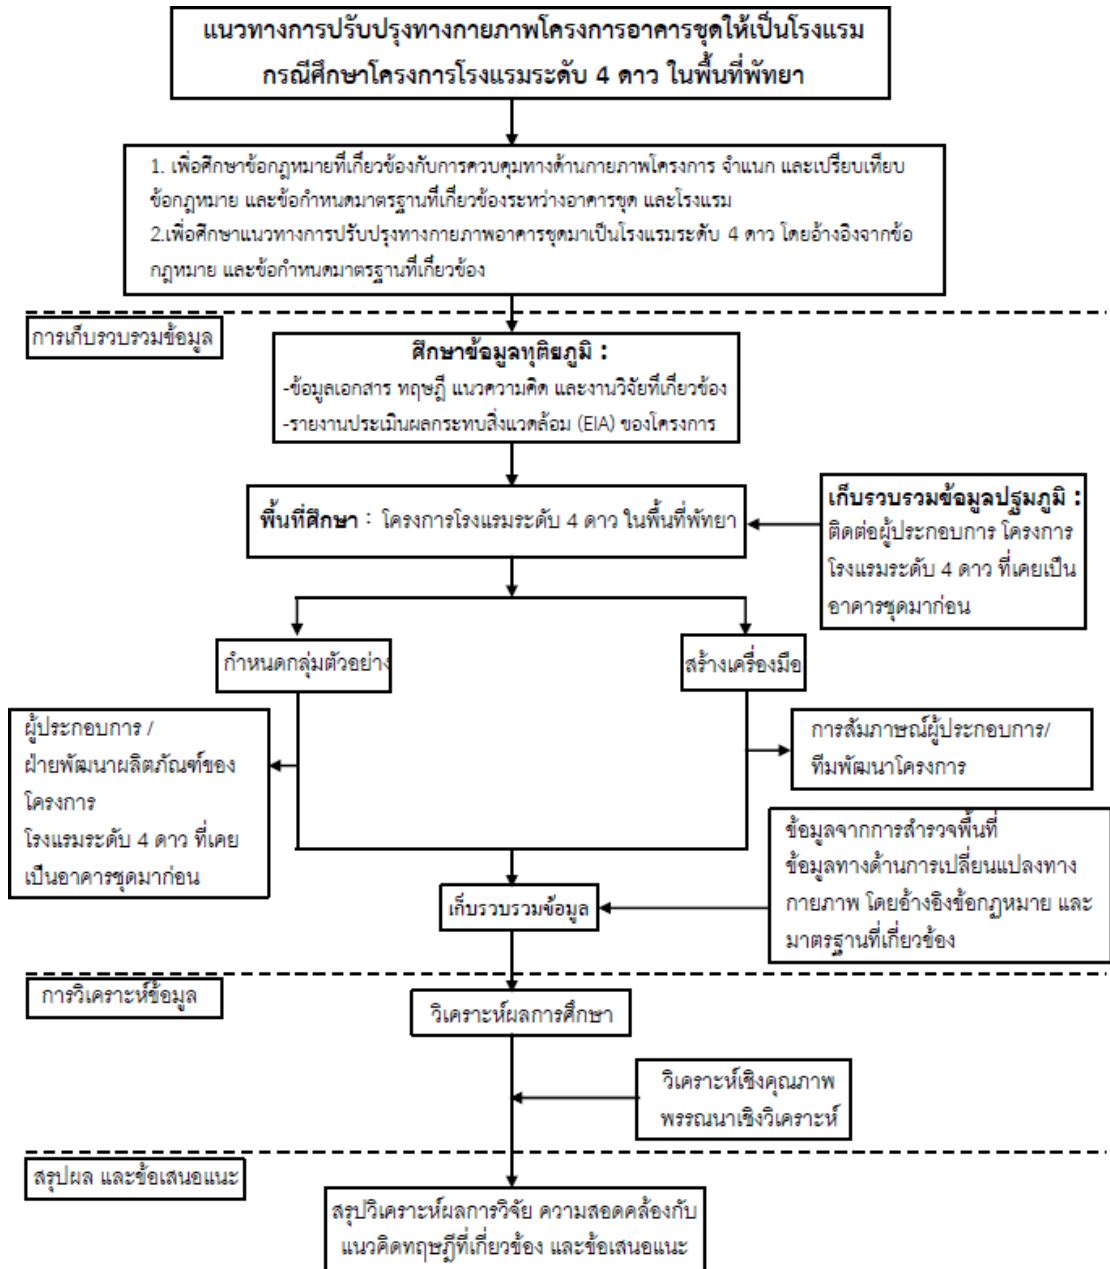 แนวทางการปรับปรุงทางกายภาพโครงการอาคารชุดให้เป็นโรงแรม
กรณีศึกษาโครงการโรงแรมระดับ 4 ดาว ในพื้นที่พัทยา
1. เพื่อศึกษาข้อกฎหมายที่เกี่ยวข้องกับการควบคุมทางด้านกายภาพโครงการ จำแนก และเปรียบเทียบ
ข้อกฎหมาย และข้อกำหนดมาตรฐานที่เกี่ยวข้องระหว่างอาคารชุด และโรงแรม
2.เพื่อศึกษาแนวทางการปรับปรุงทางกายภาพอาคารชุดมาเป็นโรงแรมระดับ 4 ดาว โดยอ้างอิงจากข้อ
กฎหมาย และข้อกำหนดมาตรฐานที่เกี่ยวข้อง
การเก็บรวบรวมข้อมูล
ศึกษาข้อมูลทุติยภูมิ :
-ข้อมูลเอกสาร ทฤษฎี แนวความคิด และงานวิจัยที่เกี่ยวข้อง
-รายงานประเมินผลกระทบสิ่งแวดล้อม (EIA) ของโครงการ
พื้นที่ศึกษา : โครงการโรงแรมระดับ 4 ดาว ในพื้นที่พัทยา
เก็บรวบรวมข้อมูลปฐมภูมิ :
ติดต่อผู้ประกอบการ โครงการ
โรงแรมระดับ 4 ดาว ที่เคยเป็น
อาคารชุดมาก่อน
กำหนดกลุ่มตัวอย่าง
สร้างเครื่องมือ
ผู้ประกอบการ /
ฝ่ายพัฒนาผลิตภัณฑ์ของ
โครงการ
โรงแรมระดับ 4 ดาว ที่เคย
เป็นอาคารชุดมาก่อน
การสัมภาษณ์ผู้ประกอบการ/
ทีมพัฒนาโครงการ
ข้อมูลจากการสำรวจพื้นที่
ข้อมูลทางด้านการเปลี่ยนแปลงทาง
กายภาพ โดยอ้างอิงข้อกฎหมาย และ
มาตรฐานที่เกี่ยวข้อง
เก็บรวบรวมข้อมูล
การวิเคราะห์ข้อมูล
วิเคราะห์ผลการศึกษา
วิเคราะห์เชิงคุณภาพ
พรรณนาเชิงวิเคราะห์
สรุปผล และข้อเสนอแนะ
สรุปวิเคราะห์ผลการวิจัย ความสอดคล้องกับ
แนวคิดทฤษฎีที่เกี่ยวข้อง และข้อเสนอแนะ